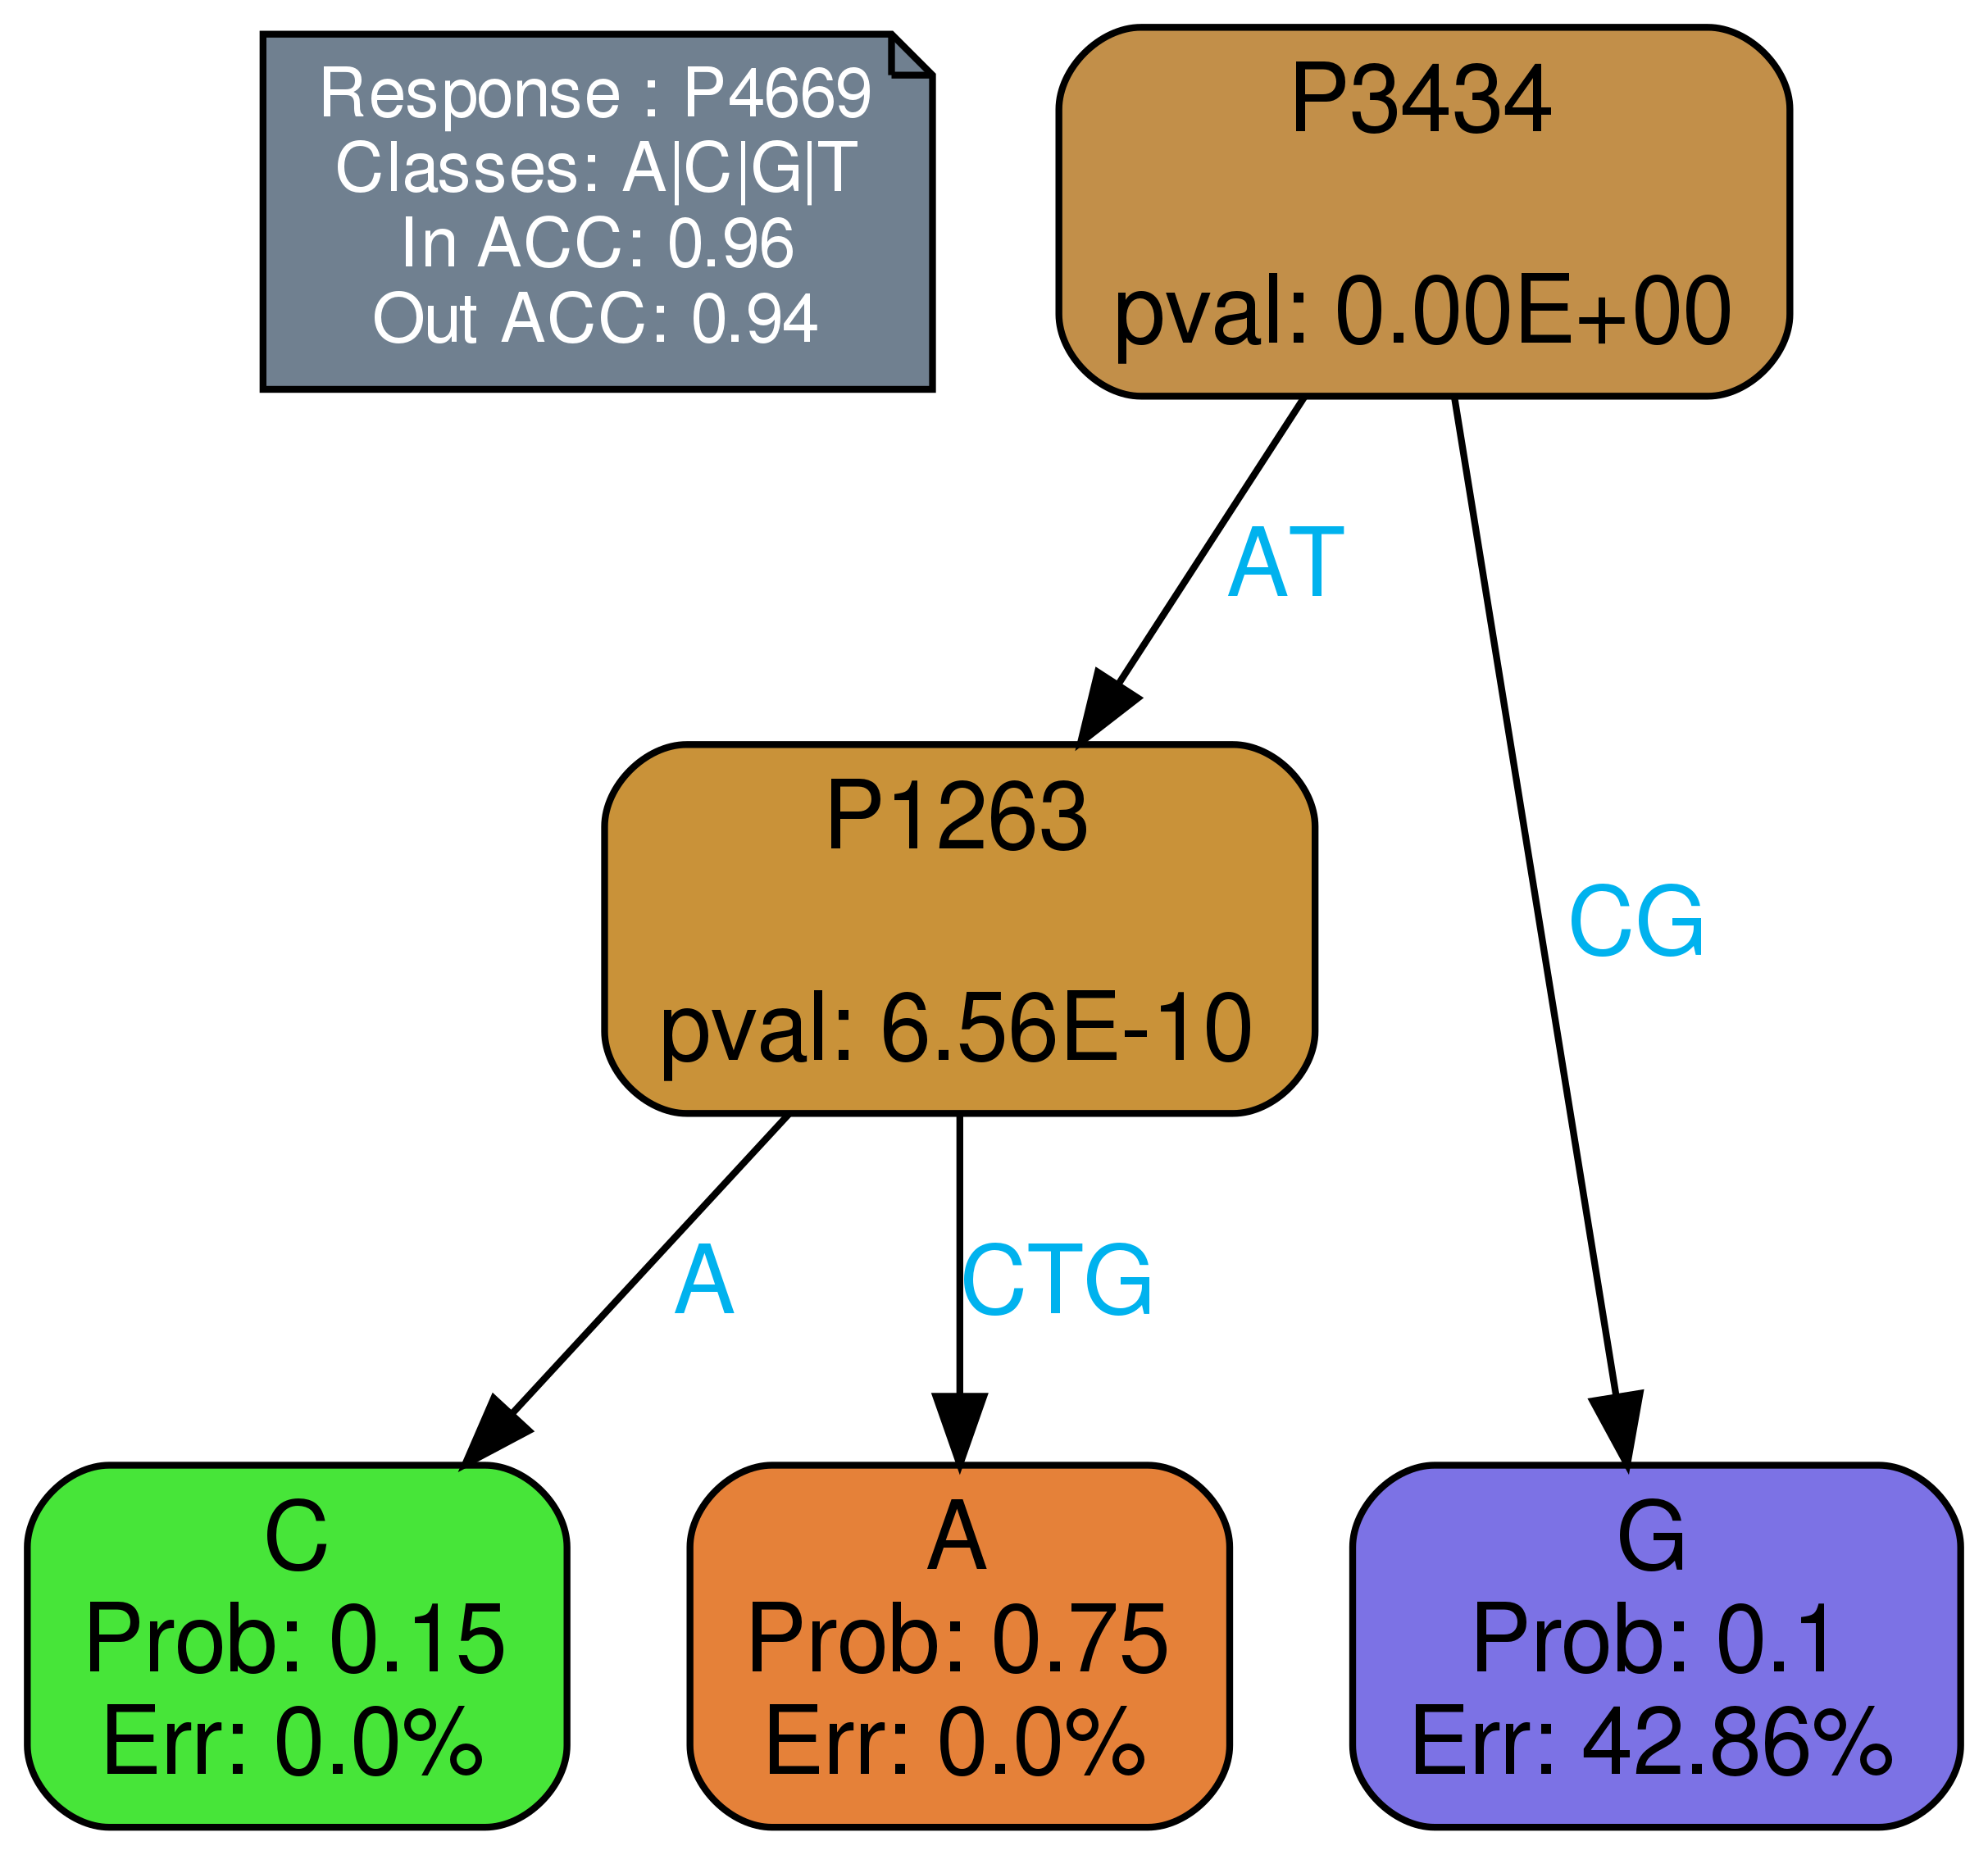 Response : P4669
Classes: A|C|G|T
In ACC: 0.96
Out ACC: 0.94
P3434
pval: 0.00E+00
AT
CG
P1263
pval: 6.56E-10
A
CTG
C
Prob: 0.15
Err: 0.0%
A
Prob: 0.75
Err: 0.0%
G
Prob: 0.1
Err: 42.86%